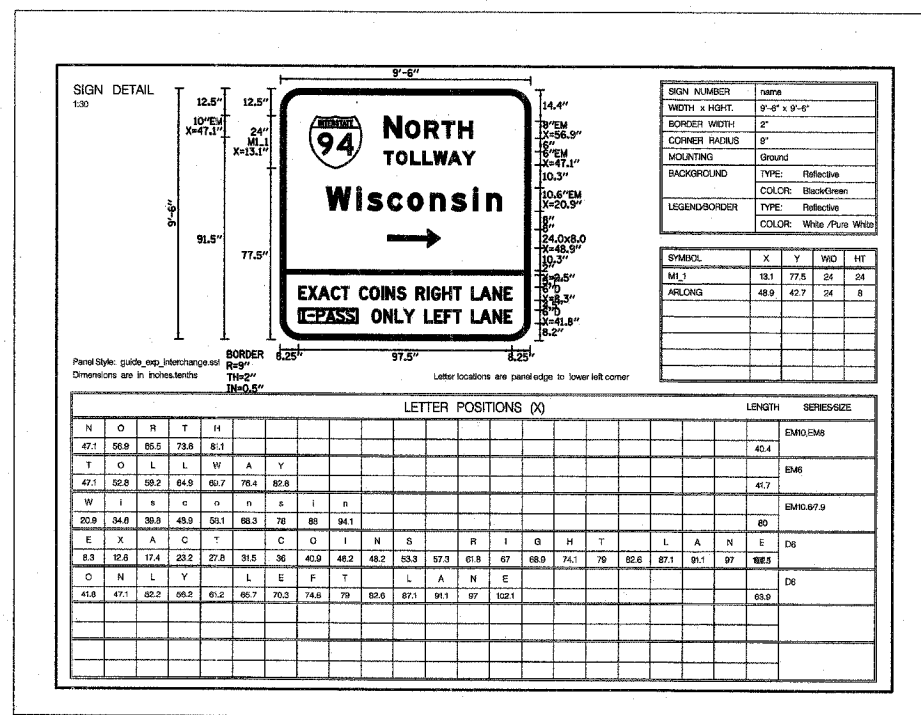 SIGN DETAIL
1:30
9'-6"
12.5"
10"EM
X=47.1"
91.5"
9'-6"
12.5"
24"
M1_1
X=13.1"
77.5"
INTERSTATE
94
NORTH
TOLLWAY
Wisconsin
EXACT COINS RIGHT LANE
I-PASS ONLY LEFT LANE
14.4"
8"EM
X=56.9"
6"
6"EM
X=47.1"
10.3"
10.6"EM
X=20.9"
8"
8"
24.0x8.0
X=48.9"
10.3"
2"
6"D
X=8.3"
6"D
X=41.8"
8.2"
8.25"
97.5"
8.25"
BORDER
R=9"
TH=2"
IN=0.5"
Panel Style: guide_exp_interchange.ssi
Dimensions are in inches.tenths
Letter locations are panel edge to lower left corner
SIGN NUMBER name
WIDTH x HGHT. 9'-6" x 9'-6"
BORDER WIDTH 2"
CORNER RADIUS 9"
MOUNTING Ground
BACKGROUND TYPE: Reflective
COLOR: Black/Green
LEGEND/BORDER TYPE: Reflective
COLOR: White /Pure White
SYMBOL X Y WID HT
M1_1 13.1 77.5 24 24
ARLONG 48.9 42.7 24 8
LETTER POSITIONS (X) LENGTH SERIES/SIZE
N O R T H EM10,EM8
47.1 56.9 65.5 73.8 81.1 40.4
T O L L W A Y EM6
47.1 52.8 59.2 64.9 69.7 76.4 82.8 41.7
W i s c o n s i n EM10.6/7.9
20.9 34.8 39.8 48.9 58.1 68.3 78 88 94.1 80
E X A C T C O I N S R I G H T L A N E D6
8.3 12.6 17.4 23.2 27.8 31.5 36 40.9 46.2 48.2 53.3 57.3 61.8 67 68.9 74.1 79 82.6 87.1 91.1 97
O N L Y L E F T L A N E D6
41.8 47.1 52.2 56.2 61.2 65.7 70.3 74.8 79 82.6 87.1 91.1 97 102.1 63.9